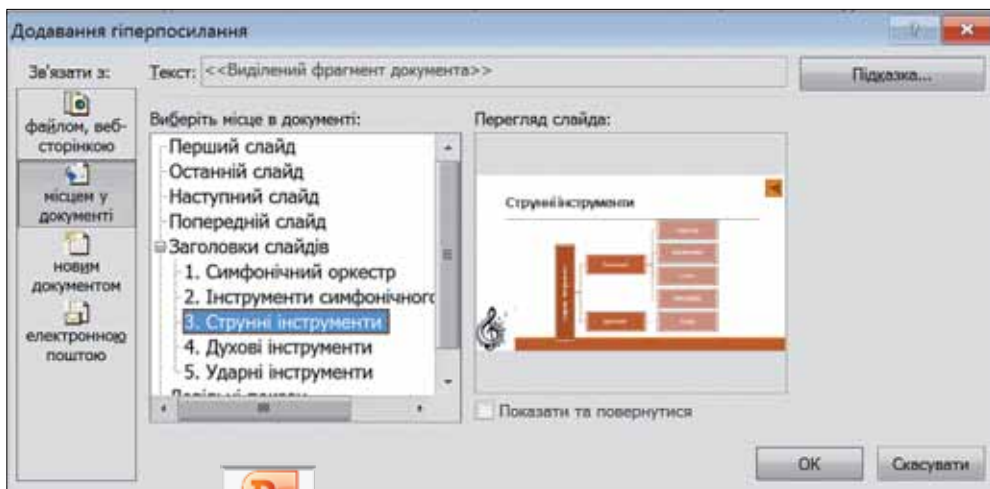 Додавання гіперпосилання
Зв'язати з:
Текст: <<Виділений фрагмент документа>>
Підказка...
файлом, веб-
сторінкою
місцем у
документі
новим
документом
електронною
поштою
Виберіть місце в документі:
Перший слайд
Останній слайд
Наступний слайд
Попередній слайд
Заголовки слайдів
1. Симфонічний оркестр
2. Інструменти симфонічного
3. Струнні інструменти
4. Духові інструменти
5. Ударні інструменти
Перегляд слайда:
Струнні інструменти
Показати та повернутися
ОК
Скасувати